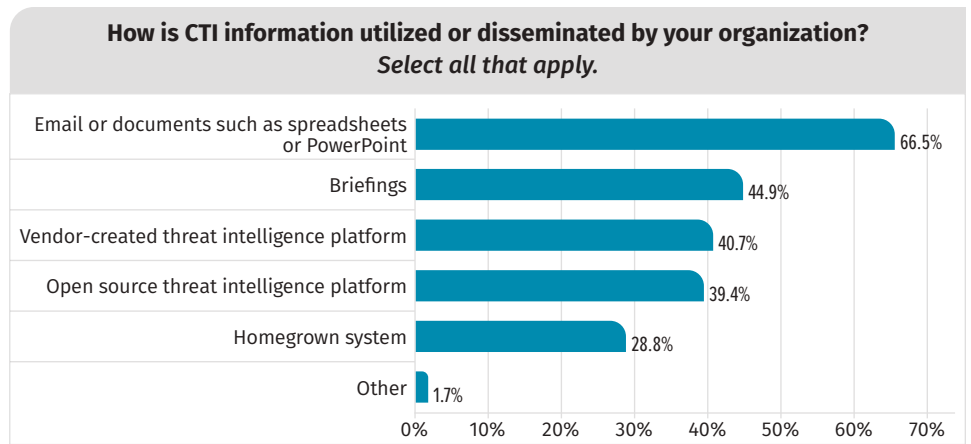 How is CTI information utilized or disseminated by your organization?
Select all that apply.
Email or documents such as spreadsheets
or PowerPoint
66.5%
Briefings
44.9%
Vendor-created threat intelligence platform
40.7%
Open source threat intelligence platform
39.4%
Homegrown system
28.8%
Other
1.7%
0% 10% 20% 30% 40% 50% 60% 70%